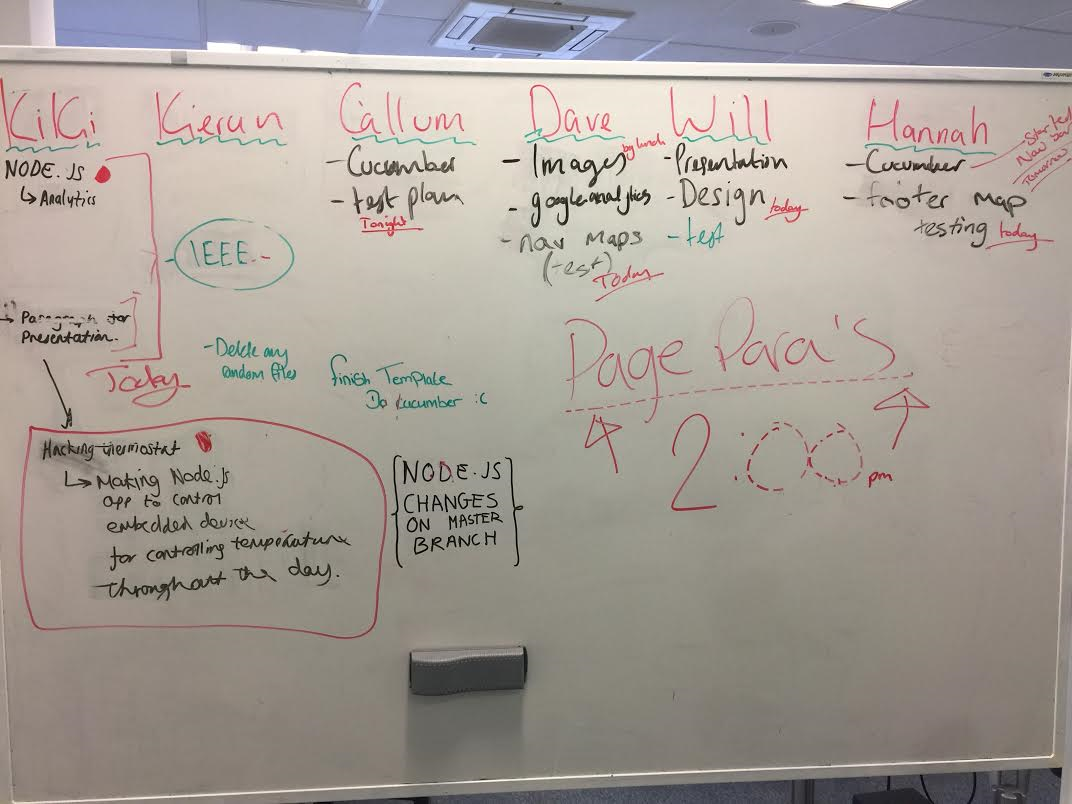 KiKi
NODE.JS
↳ Analytics
→ Paragraph for
Presentation.
Today
Hacking thermostat
↳ Making Node.js
app to control
embedded device
for controlling temperature
throughout the day.
Kieran
IEEE.-
-Delete any
random files
Callum
-Cucumber
-test plan
Tonight
finish Template
Do cucumber :(
[NODE.JS
CHANGES
ON MASTER
BRANCH]
Dave
- Images by lunch
- google analytics
- nav maps
(test)
Today
Will
-Presentation
-Design today
-test
Hannah
-Cucumber
Started
Tomorrow
-footer map
testing today
Page Para's
2:00 pm